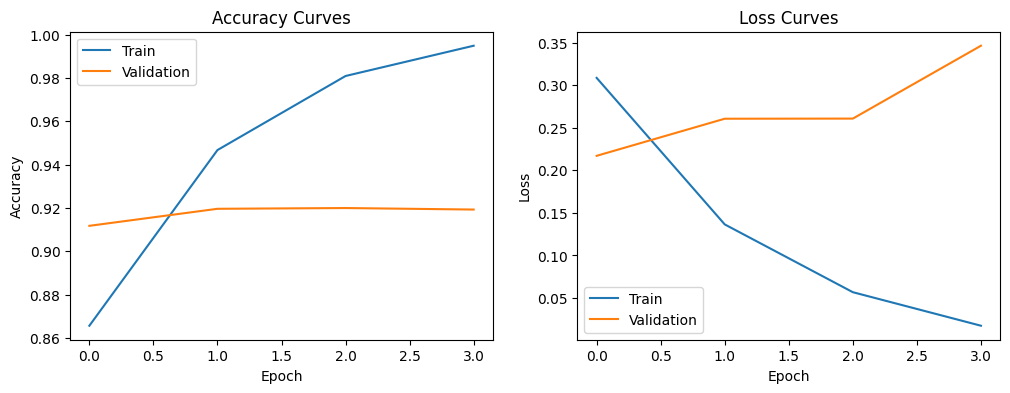 Accuracy Curves
1.00
0.98
0.96
0.94
0.92
0.90
0.88
0.86
Accuracy
Train
Validation
0.0 0.5 1.0 1.5 2.0 2.5 3.0
Epoch
Loss Curves
0.35
0.30
0.25
0.20
0.15
0.10
0.05
Loss
Train
Validation
0.0 0.5 1.0 1.5 2.0 2.5 3.0
Epoch